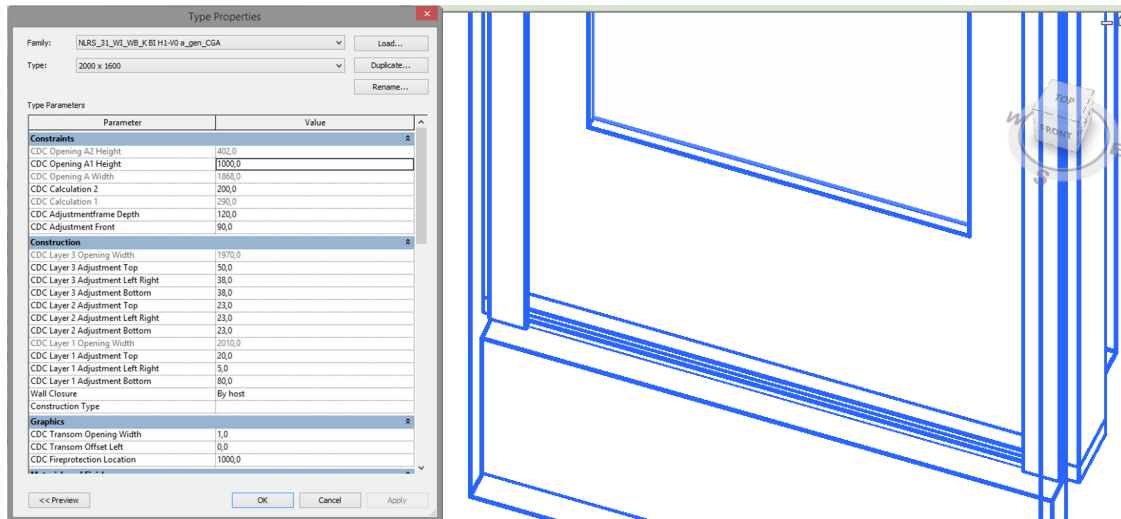 Type Properties
Family: NLRS_31_WI_WB_K BI H1-V0 a_gen_CGA Load...
Type: 2000 x 1600 Duplicate...
Rename...
Type Parameters
Parameter Value
Constraints
CDC Opening A2 Height 402,0
CDC Opening A1 Height 1000,0
CDC Opening A Width 1868,0
CDC Calculation 2 200,0
CDC Calculation 1 290,0
CDC Adjustmentframe Depth 120,0
CDC Adjustment Front 90,0
Construction
CDC Layer 3 Opening Width 1970,0
CDC Layer 3 Adjustment Top 50,0
CDC Layer 3 Adjustment Left Right 38,0
CDC Layer 3 Adjustment Bottom 38,0
CDC Layer 2 Adjustment Top 23,0
CDC Layer 2 Adjustment Left Right 23,0
CDC Layer 2 Adjustment Bottom 23,0
CDC Layer 1 Opening Width 2010,0
CDC Layer 1 Adjustment Top 20,0
CDC Layer 1 Adjustment Left Right 5,0
CDC Layer 1 Adjustment Bottom 80,0
Wall Closure By host
Construction Type
Graphics
CDC Transom Opening Width 1,0
CDC Transom Offset Left 0,0
CDC Fireprotection Location 1000,0
<< Preview OK Cancel Apply
TOP
W FRONT E
S